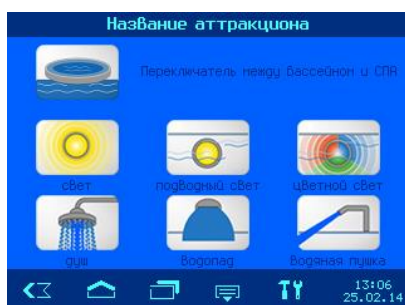 Название аттракциона
Переключатель между бассейном и СПА
свет подводный свет цветной свет
душ Водопад Водяная пушка
13:06
25.02.14